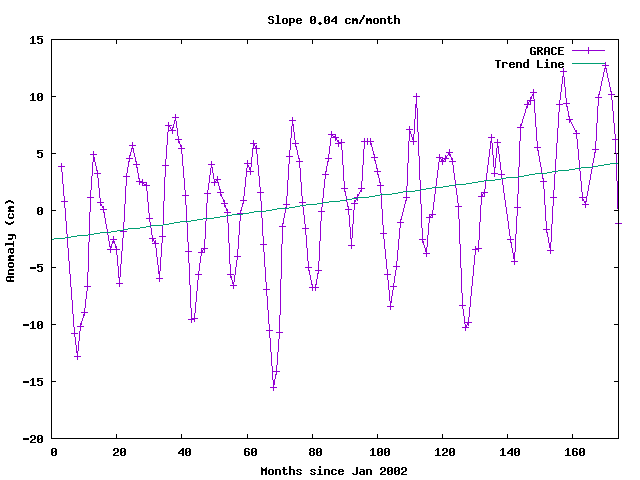 Slope 0.04 cm/month
GRACE
Trend Line
15
10
5
0
-5
-10
-15
-20
Anomaly (cm)
0 20 40 60 80 100 120 140 160
Months since Jan 2002